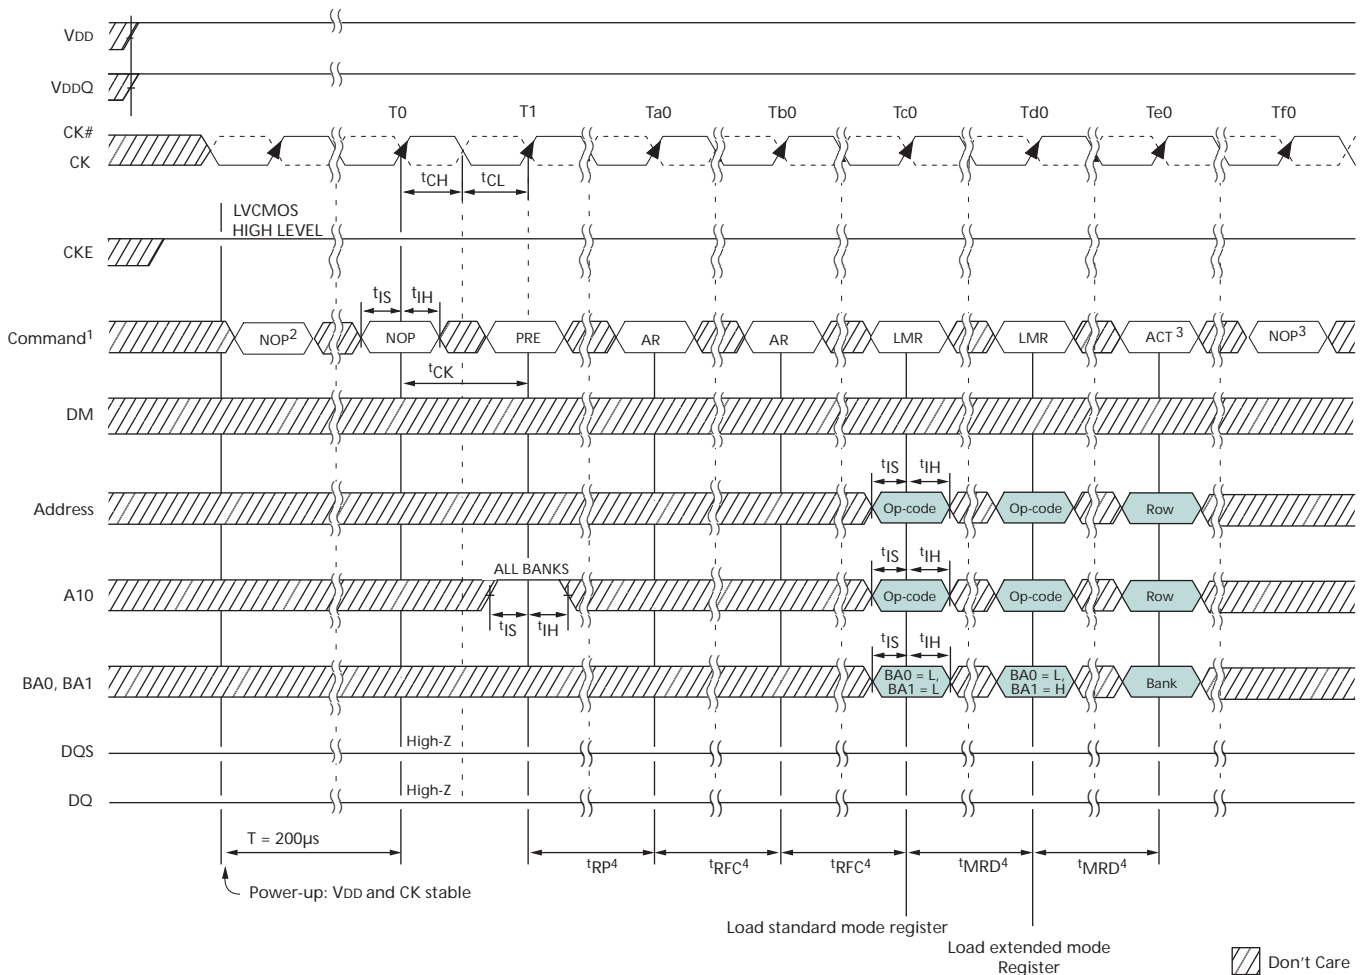 VDD
VDDQ
T0 T1 Ta0 Tb0 Tc0 Td0 Te0 Tf0
CK#
CK
tCH tCL
LVCMOS
HIGH LEVEL
CKE
tIS tIH
Command1 NOP2 NOP PRE AR AR LMR LMR ACT3 NOP3
tCK
DM
tIS tIH
Address Op-code Op-code Row
ALL BANKS tIS tIH
A10 Op-code Op-code Row
tIS tIH
tIS tIH
BA0, BA1 BA0 = L, BA1 = L BA0 = L, BA1 = H Bank
DQS High-Z
DQ High-Z
T = 200µs
tRP4 tRFC4 tRFC4 tMRD4 tMRD4
Power-up: VDD and CK stable
Load standard mode register
Load extended mode
Register
Don't Care